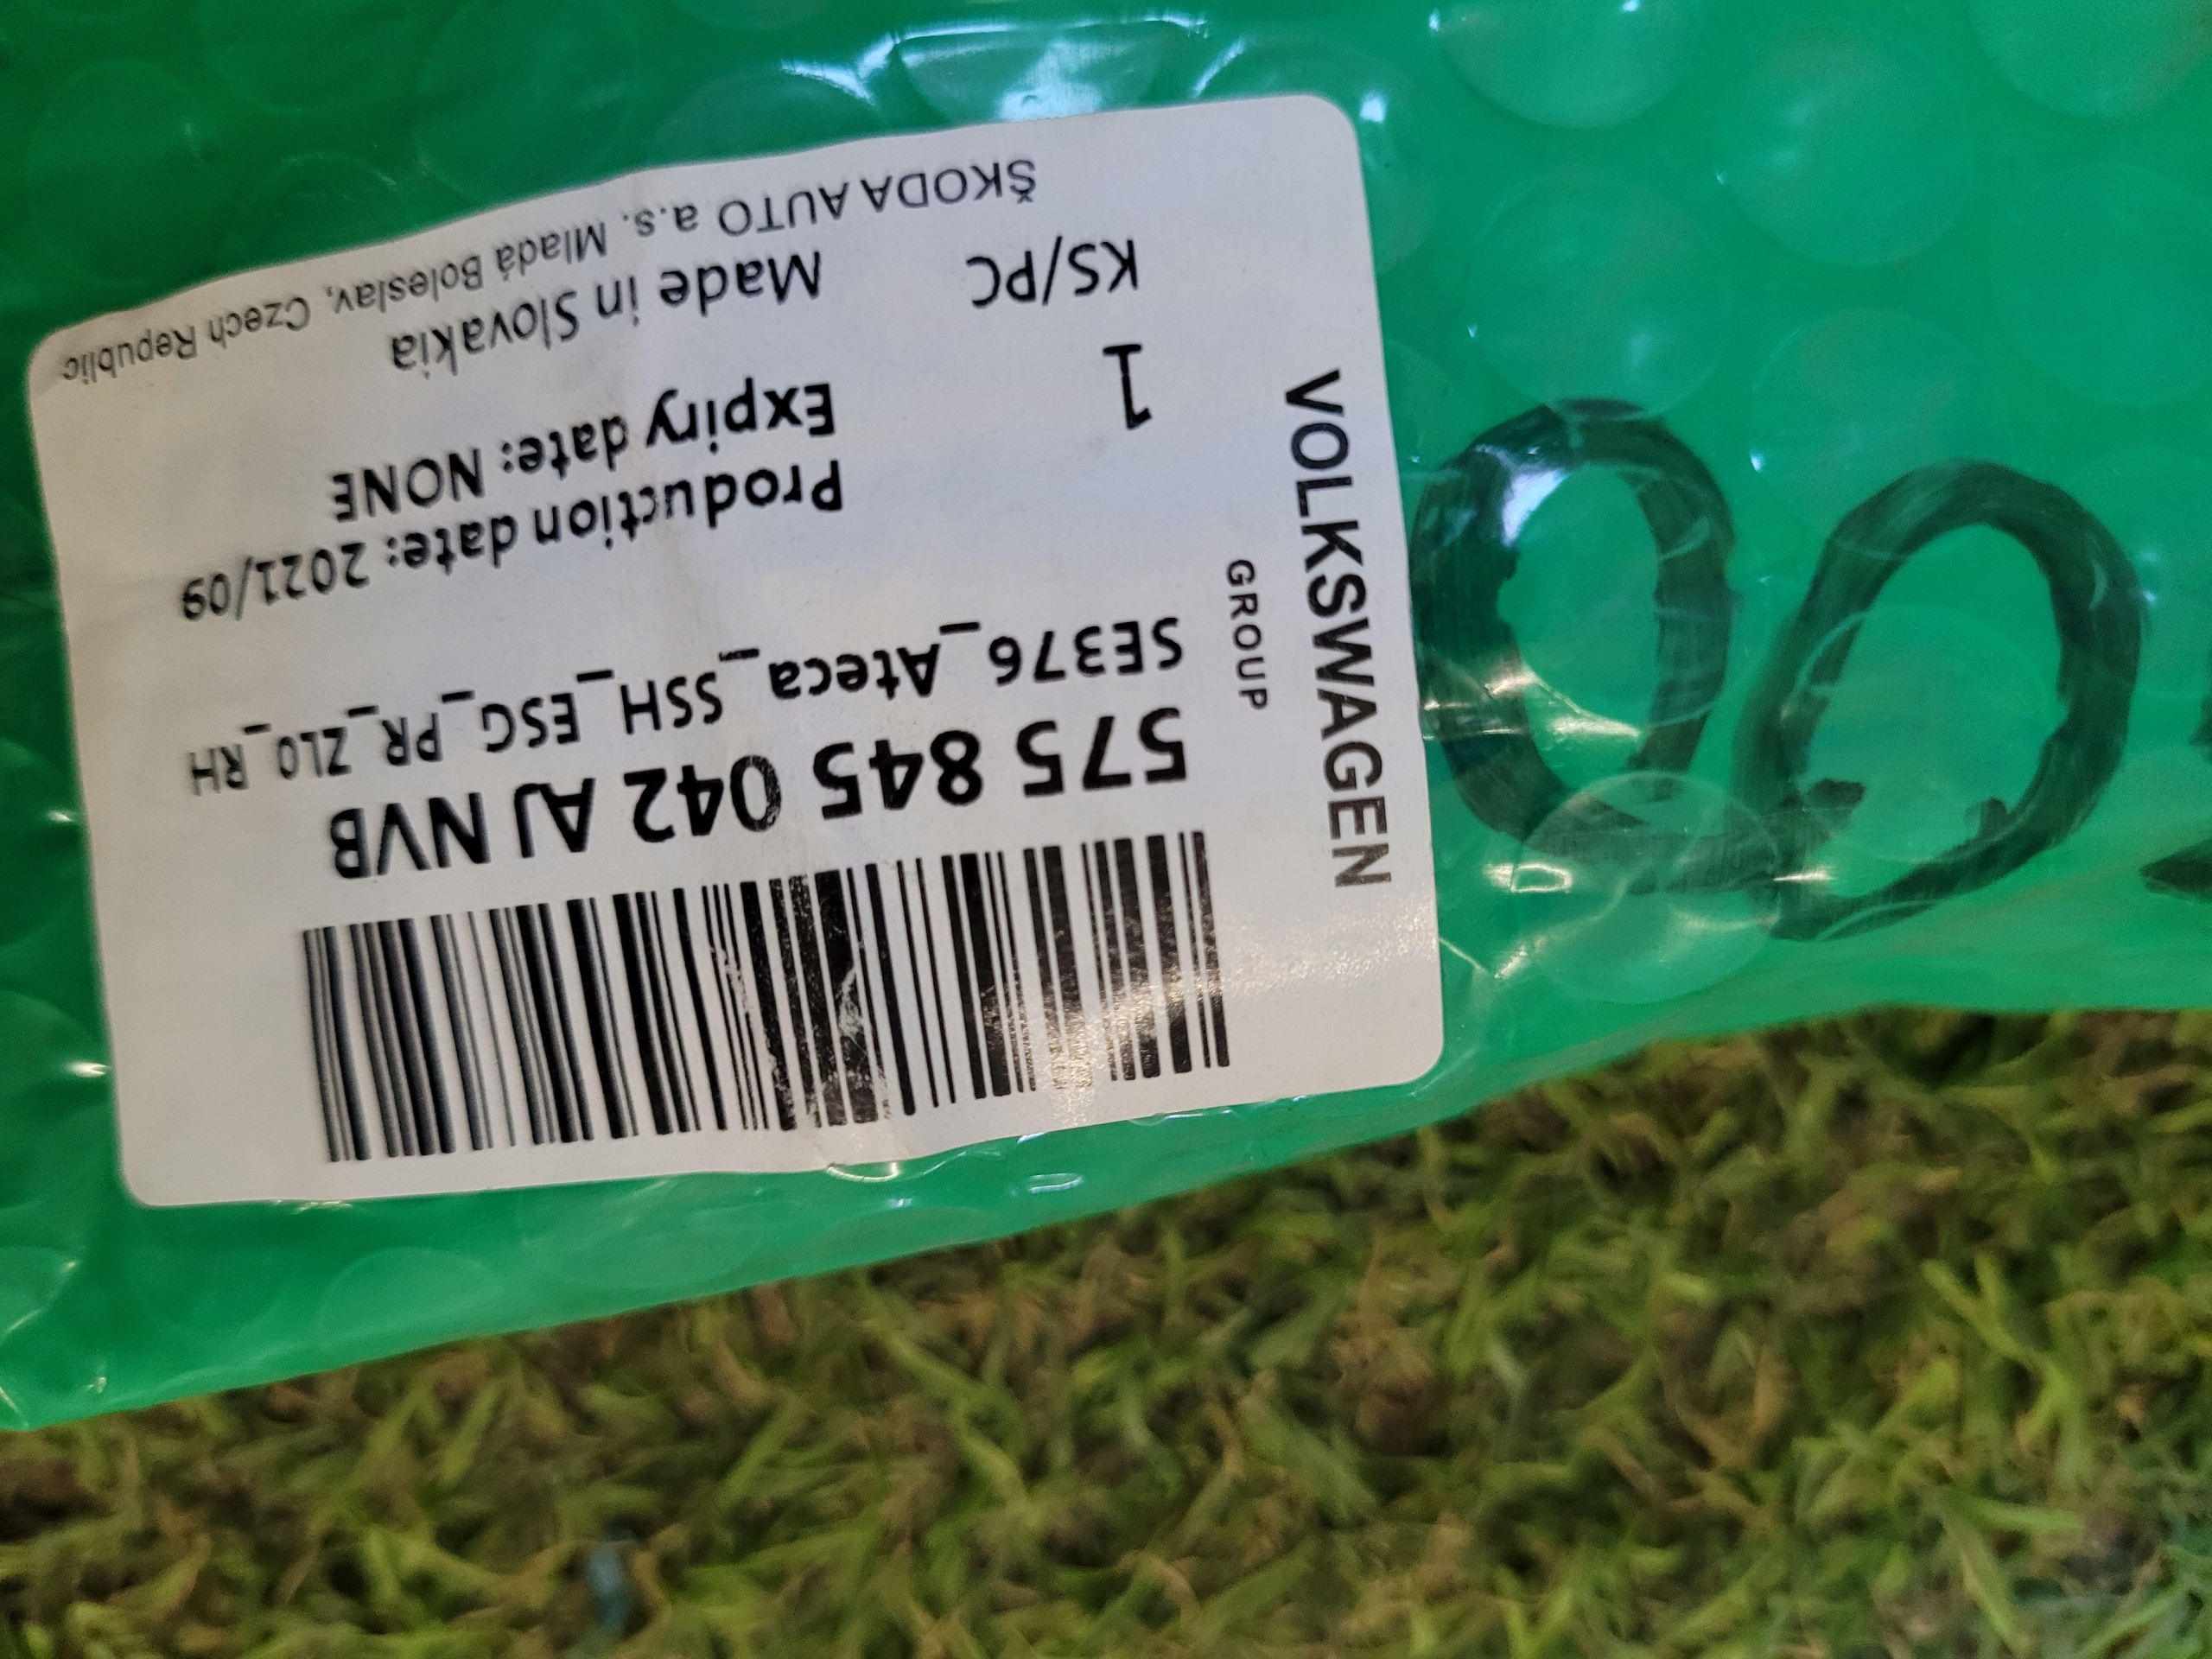 VOLKSWAGEN
GROUP
575 845 042 AJ NVB
SE376_Ateca_SSH_ESG_PR_ZL0_RH
Production date: 2021/09
1
Expiry date: NONE
KS/PC
Made in Slovakia
ŠKODA AUTO a.s. Mladá Boleslav, Czech Republic